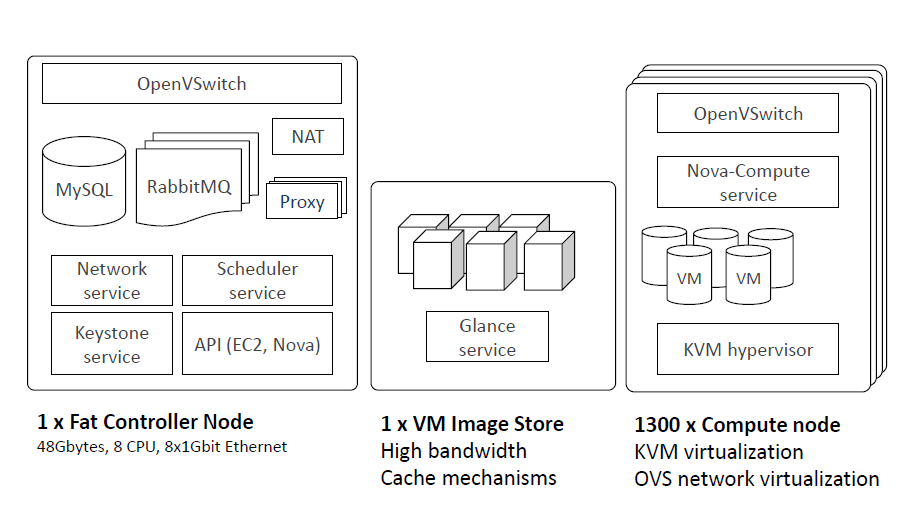 OpenVSwitch
NAT
MySQL
RabbitMQ
Proxy
Network
service
Scheduler
service
Keystone
service
API (EC2, Nova)
1 x Fat Controller Node
48Gbytes, 8 CPU, 8x1Gbit Ethernet
Glance
service
1 x VM Image Store
High bandwidth
Cache mechanisms
OpenVSwitch
Nova-Compute
service
VM
VM
KVM hypervisor
1300 x Compute node
KVM virtualization
OVS network virtualization